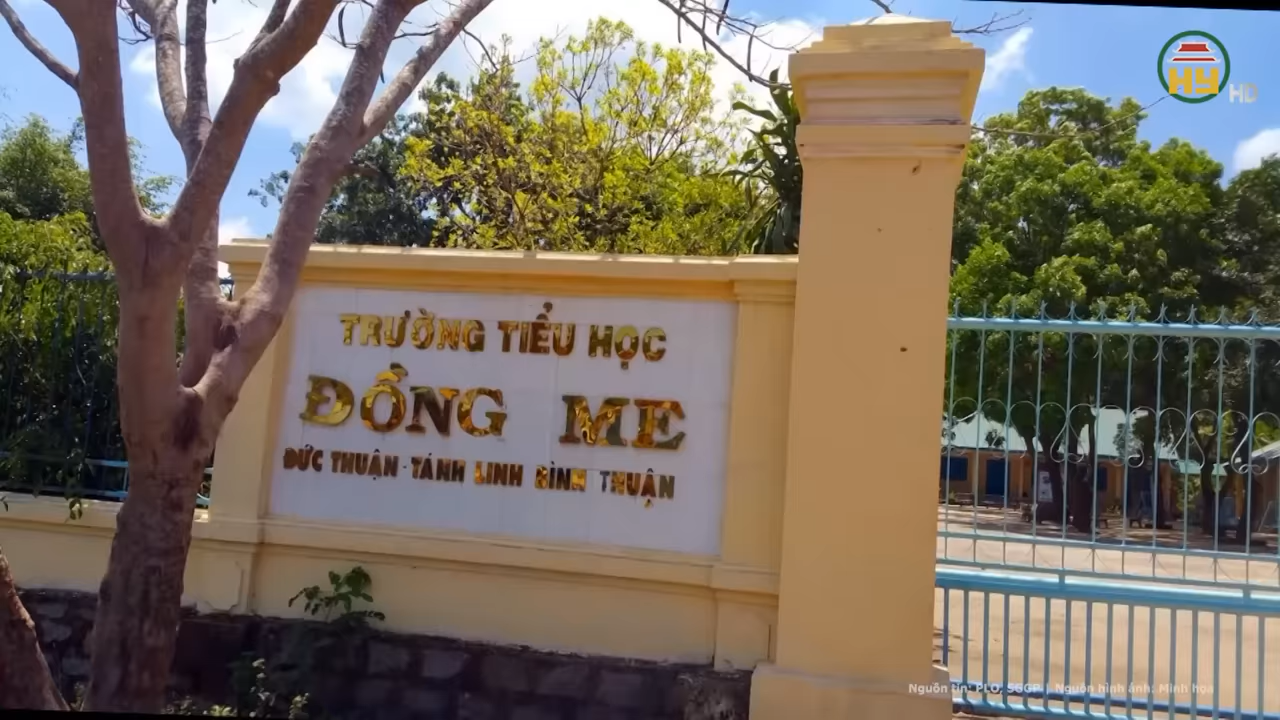 HY HD
TRƯỜNG TIỂU HỌC
ĐỒNG ME
ĐỨC THUẬN - TÁNH LINH BÌNH THUẬN
Nguồn tin: PLO, SGGP | Nguồn hình ảnh: Minh họa